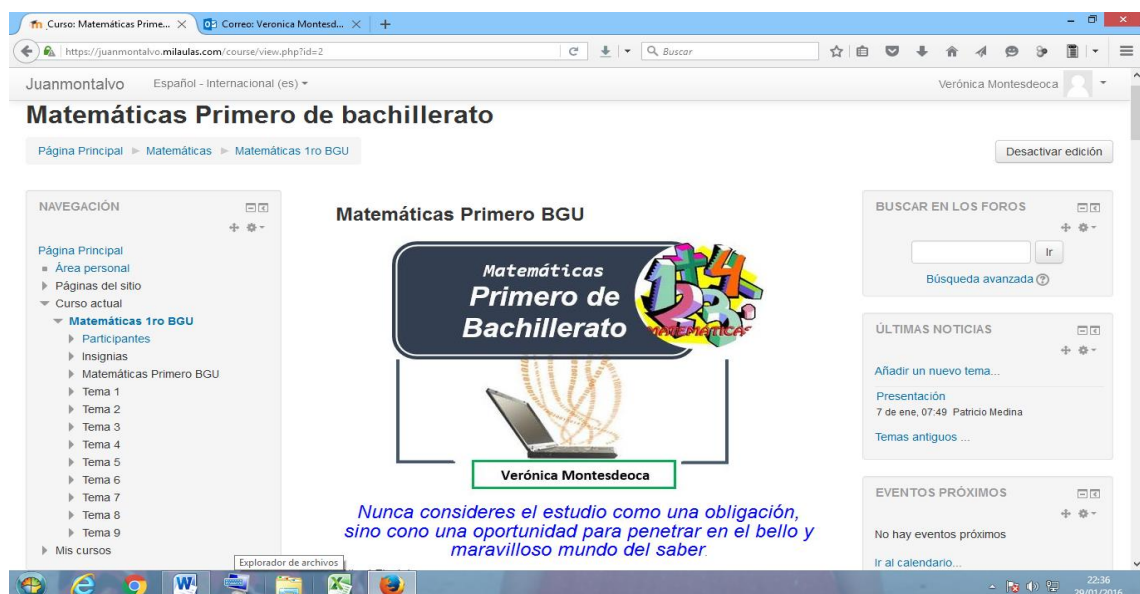 Curso: Matemáticas Prime...
Correo: Veronica Montesd...
https://juanmontalvo.milaulas.com/course/view.php?id=2
Buscar
Juanmontalvo
Español - Internacional (es)
Verónica Montesdeoca
Matemáticas Primero de bachillerato
Página Principal
Matemáticas
Matemáticas 1ro BGU
Desactivar edición
NAVEGACIÓN
Página Principal
Área personal
Páginas del sitio
Curso actual
Matemáticas 1ro BGU
Participantes
Insignias
Matemáticas Primero BGU
Tema 1
Tema 2
Tema 3
Tema 4
Tema 5
Tema 6
Tema 7
Tema 8
Tema 9
Mis cursos
Explorador de archivos
Matemáticas Primero BGU
Matemáticas
Primero de
Bachillerato
MATEMATICAS
Verónica Montesdeoca
Nunca consideres el estudio como una obligación,
sino cono una oportunidad para penetrar en el bello y
maravilloso mundo del saber.
BUSCAR EN LOS FOROS
Ir
Búsqueda avanzada
ÚLTIMAS NOTICIAS
Añadir un nuevo tema...
Presentación
7 de ene, 07:49 Patricio Medina
Temas antiguos ...
EVENTOS PRÓXIMOS
No hay eventos próximos
Ir al calendario...
22:36
29/01/2016